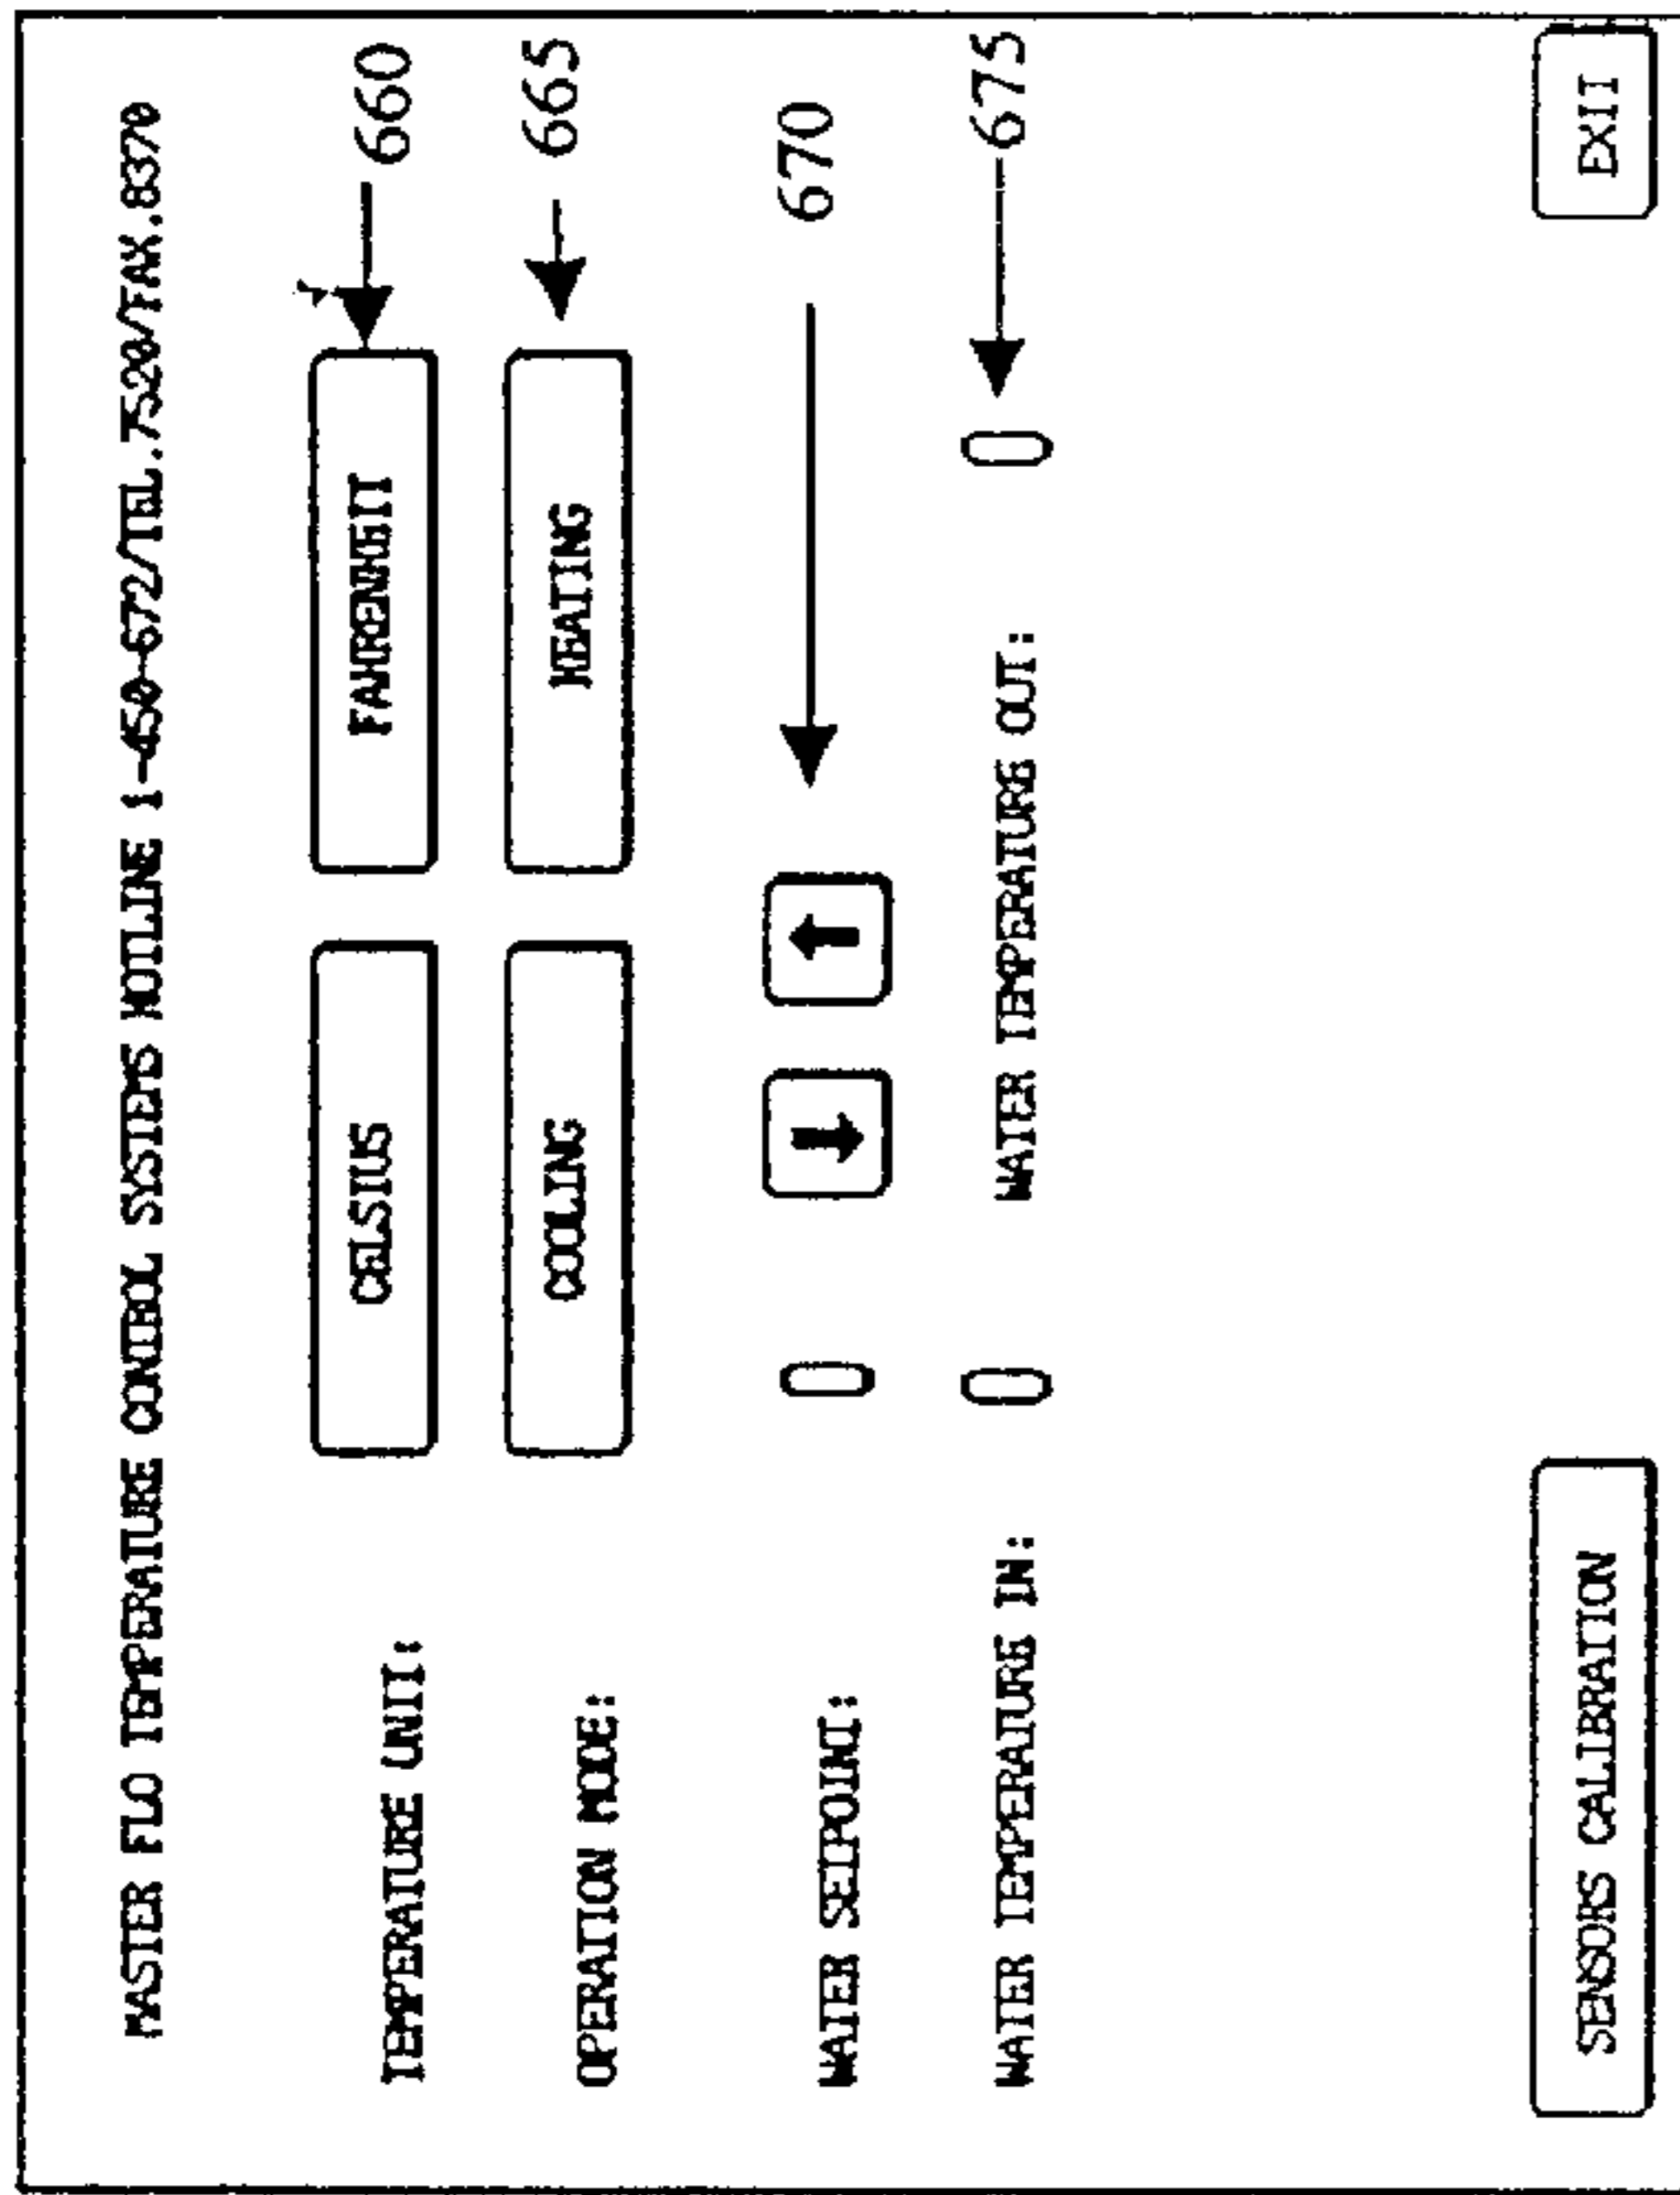 MASTER FLO TEMPERATURE CONTROL SYSTEMS HOTLINE 1-450-672/TEL.7520/FAX.8370
TEMPERATURE UNIT: CELSIUS FAHRENHEIT 660
OPERATION MODE: COOLING HEATING 665
WATER SETPOINT: 0 670
WATER TEMPERATURE IN: 0 WATER TEMPERATURE OUT: 0 675
SENSORS CALIBRATION EXIT